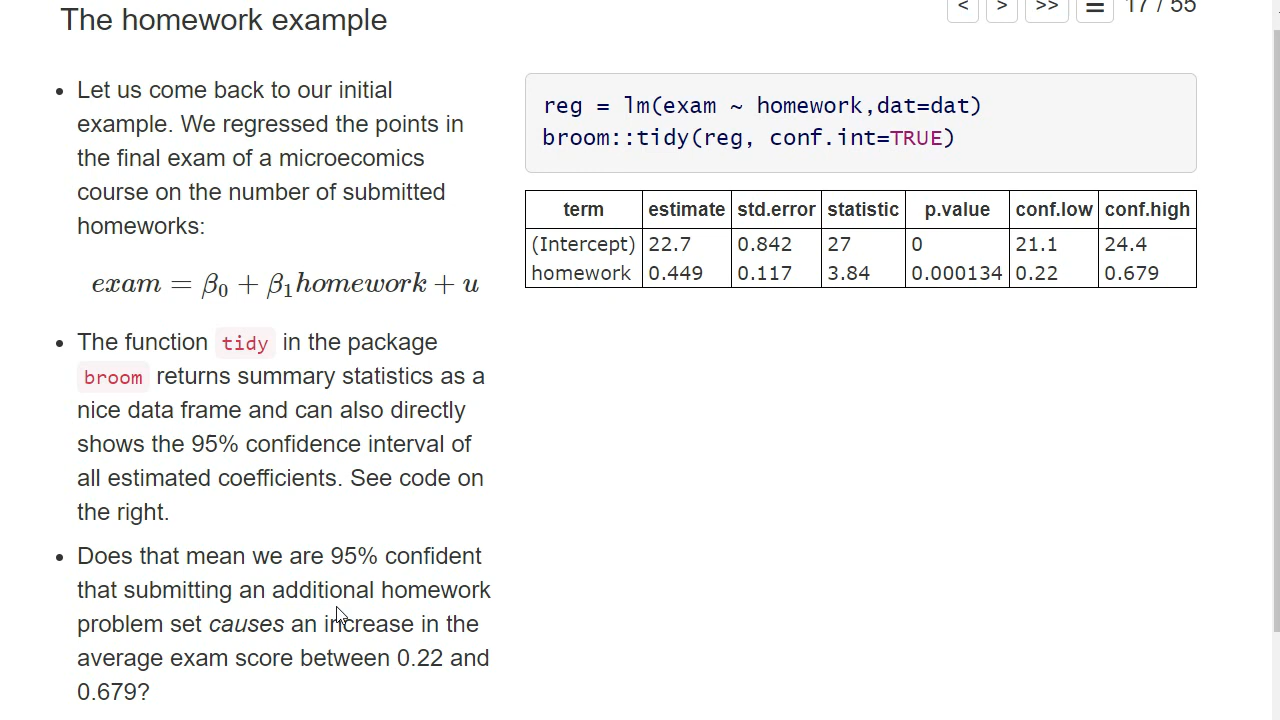 The homework example
< > >> ☰ 17 / 55
• Let us come back to our initial
example. We regressed the points in
the final exam of a microecomics
course on the number of submitted
homeworks:
exam = β₀ + β₁homework + u
• The function tidy in the package
broom returns summary statistics as a
nice data frame and can also directly
shows the 95% confidence interval of
all estimated coefficients. See code on
the right.
• Does that mean we are 95% confident
that submitting an additional homework
problem set causes an increase in the
average exam score between 0.22 and
0.679?
reg = lm(exam ~ homework,dat=dat)
broom::tidy(reg, conf.int=TRUE)
term estimate std.error statistic p.value conf.low conf.high
(Intercept) 22.7 0.842 27 0 21.1 24.4
homework 0.449 0.117 3.84 0.000134 0.22 0.679